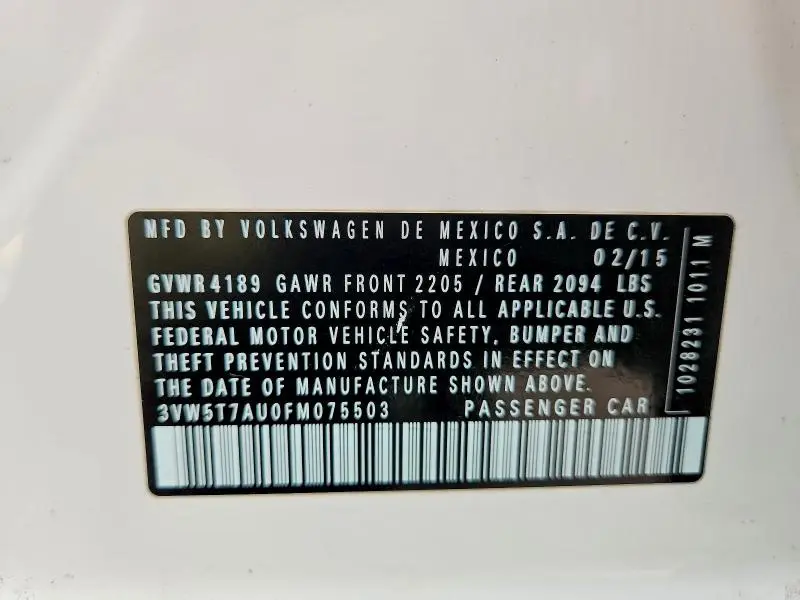 MFD BY VOLKSWAGEN DE MEXICO S.A. DE C.V.
MEXICO 02/15
GVWR 4189 GAWR FRONT 2205 / REAR 2094 LBS
THIS VEHICLE CONFORMS TO ALL APPLICABLE U.S.
FEDERAL MOTOR VEHICLE SAFETY, BUMPER AND
THEFT PREVENTION STANDARDS IN EFFECT ON
THE DATE OF MANUFACTURE SHOWN ABOVE.
3VW5T7AU0FM075503 PASSENGER CAR
1028231 1011 M